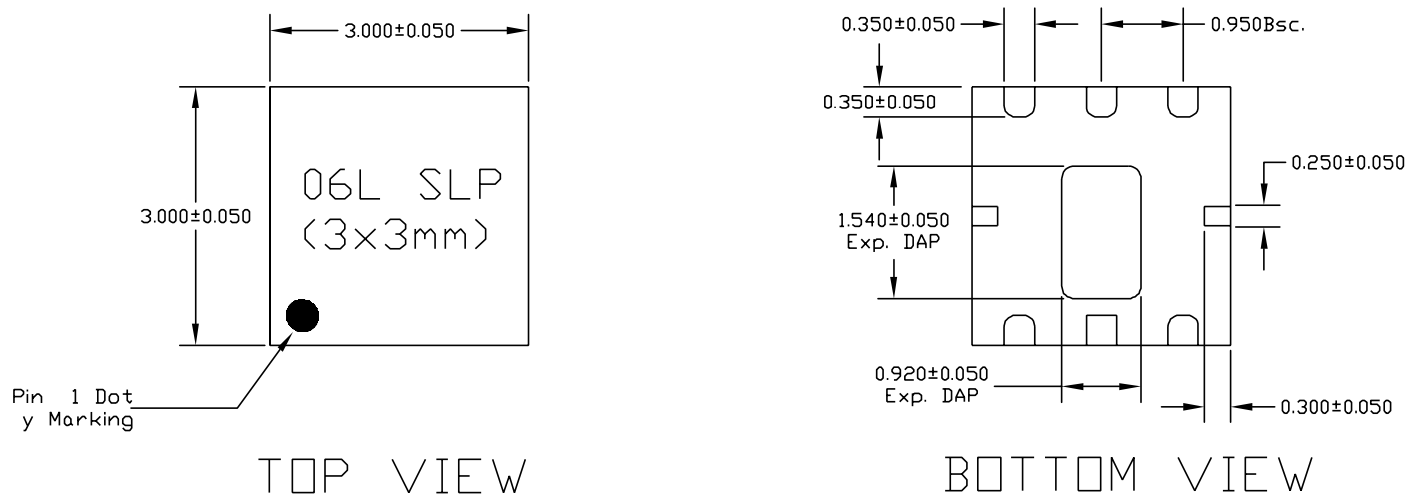 3.000±0.050
06L SLP
(3x3mm)
3.000±0.050
Pin 1 Dot
y Marking
TOP VIEW
0.350±0.050
0.950Bsc.
0.350±0.050
0.250±0.050
1.540±0.050
Exp. DAP
0.920±0.050
Exp. DAP
0.300±0.050
BOTTOM VIEW